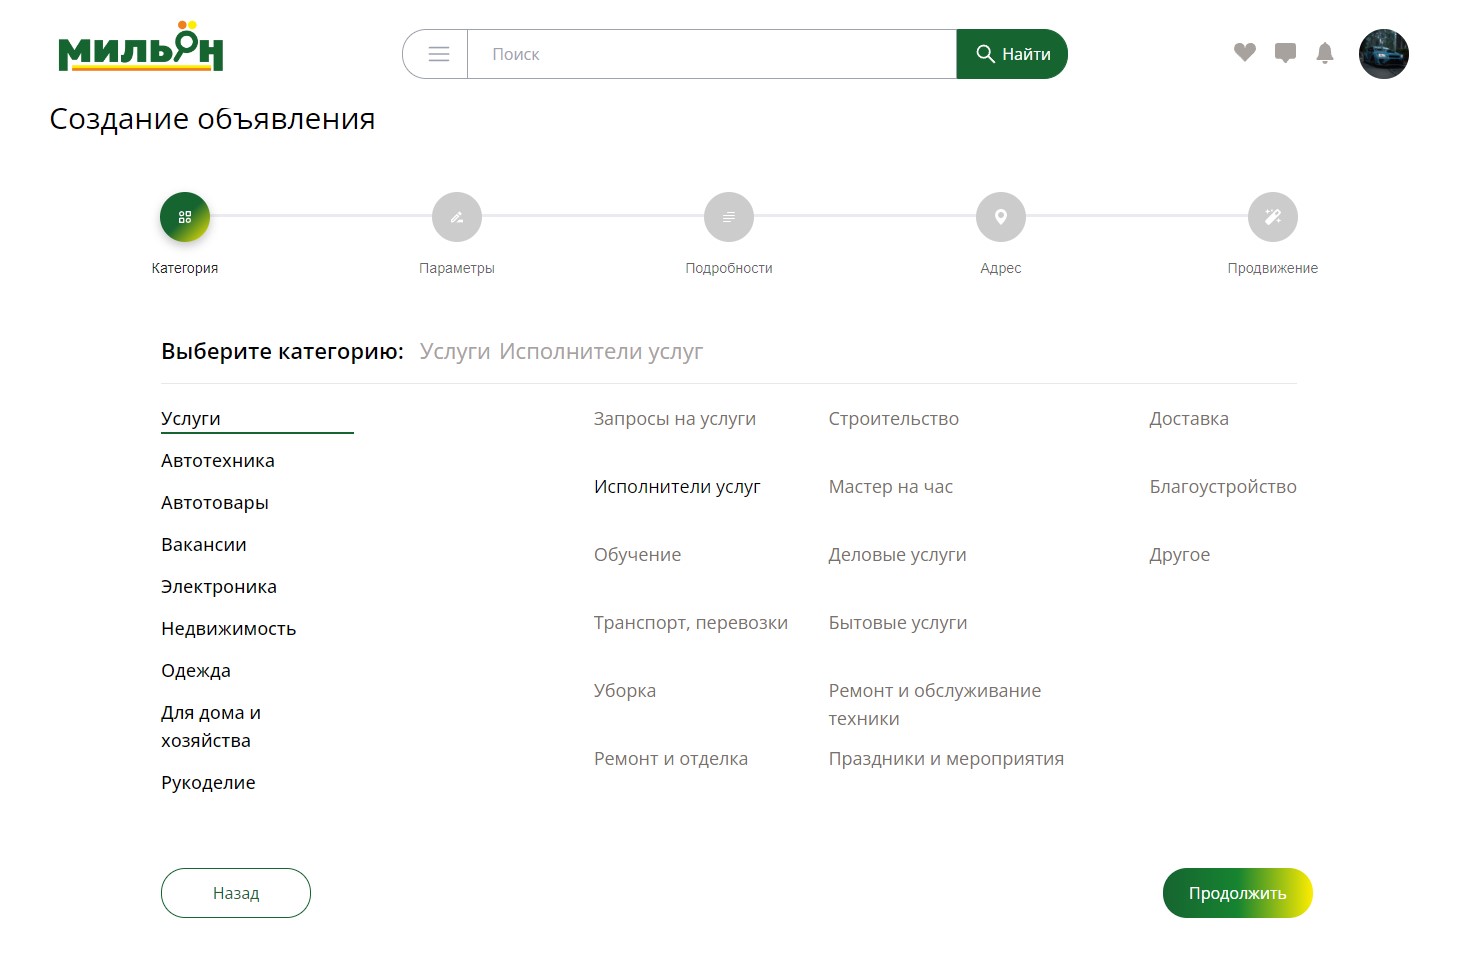 мильон
Поиск
Найти
Создание объявления
Категория
Параметры
Подробности
Адрес
Продвижение
Выберите категорию: Услуги Исполнители услуг
Услуги
Автотехника
Автотовары
Вакансии
Электроника
Недвижимость
Одежда
Для дома и
хозяйства
Рукоделие
Запросы на услуги
Исполнители услуг
Обучение
Транспорт, перевозки
Уборка
Ремонт и отделка
Строительство
Мастер на час
Деловые услуги
Бытовые услуги
Ремонт и обслуживание
техники
Праздники и мероприятия
Доставка
Благоустройство
Другое
Назад
Продолжить